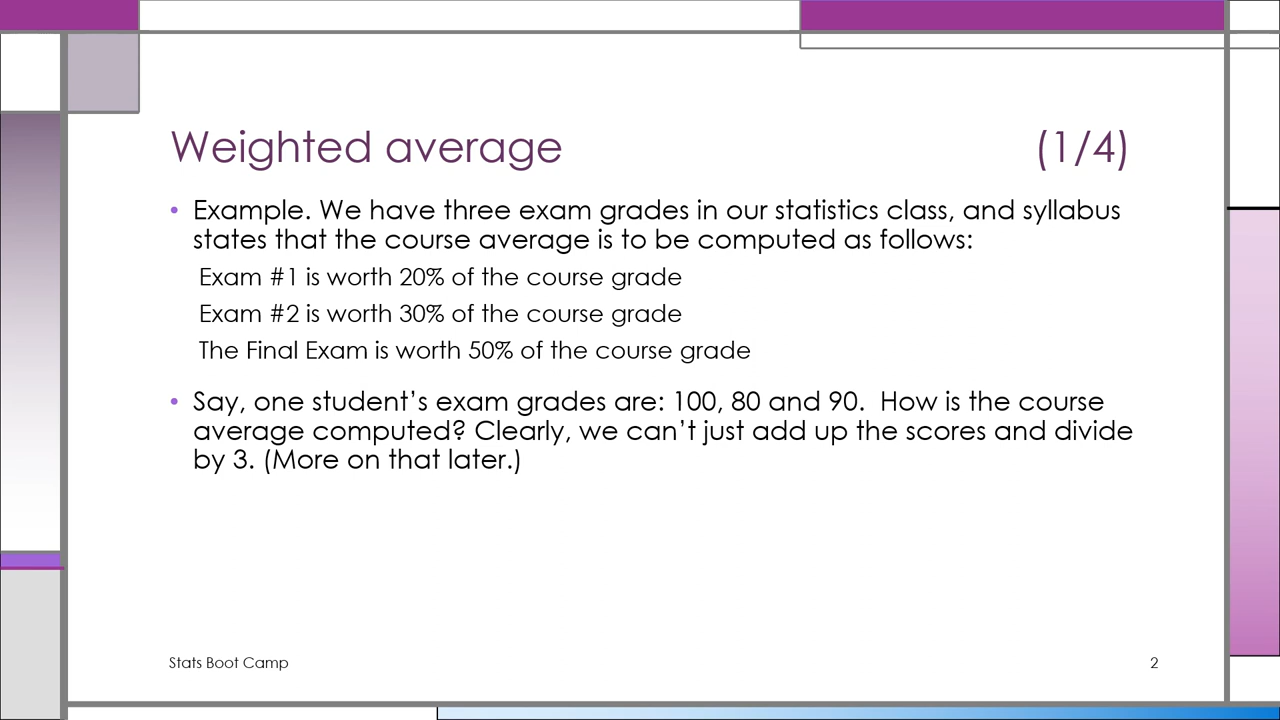 Weighted average (1/4)
• Example. We have three exam grades in our statistics class, and syllabus
states that the course average is to be computed as follows:
Exam #1 is worth 20% of the course grade
Exam #2 is worth 30% of the course grade
The Final Exam is worth 50% of the course grade
• Say, one student’s exam grades are: 100, 80 and 90.  How is the course
average computed? Clearly, we can’t just add up the scores and divide
by 3. (More on that later.)
Stats Boot Camp 2